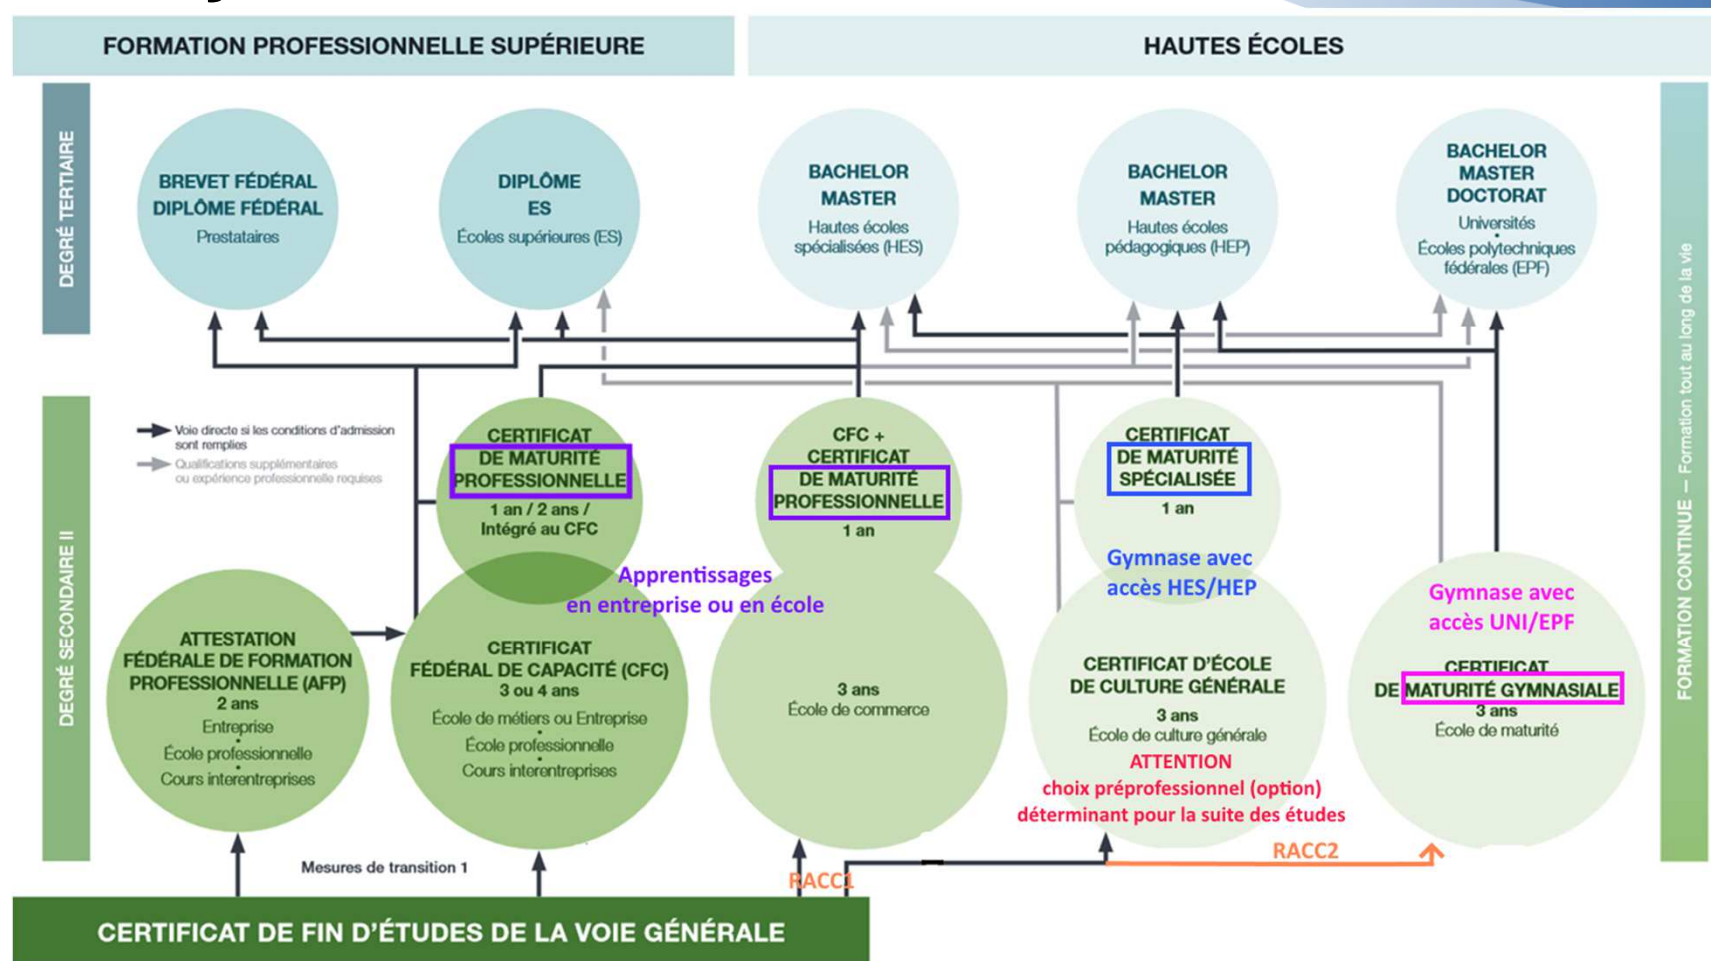 FORMATION PROFESSIONNELLE SUPÉRIEURE
HAUTES ÉCOLES
DEGRÉ TERTIAIRE
BREVET FÉDÉRAL
DIPLÔME FÉDÉRAL
Prestataires
DIPLÔME
ES
Écoles supérieures (ES)
BACHELOR
MASTER
Hautes écoles
spécialisées (HES)
BACHELOR
MASTER
Hautes écoles
pédagogiques (HEP)
BACHELOR
MASTER
DOCTORAT
Universités
•
Écoles polytechniques
fédérales (EPF)
FORMATION CONTINUE — Formation tout au long de la vie
DEGRÉ SECONDAIRE II
Voie directe si les conditions d'admission
sont remplies
Qualifications supplémentaires
ou expérience professionnelle requises
CERTIFICAT
DE MATURITÉ
PROFESSIONNELLE
1 an / 2 ans /
Intégré au CFC
CFC +
CERTIFICAT
DE MATURITÉ
PROFESSIONNELLE
1 an
CERTIFICAT
DE MATURITÉ
SPÉCIALISÉE
1 an
Gymnase avec
accès HES/HEP
Apprentissages
en entreprise ou en école
Gymnase avec
accès UNI/EPF
ATTESTATION
FÉDÉRALE DE FORMATION
PROFESSIONNELLE (AFP)
2 ans
Entreprise
•
École professionnelle
•
Cours interentreprises
CERTIFICAT
FÉDÉRAL DE CAPACITÉ (CFC)
3 ou 4 ans
École de métiers ou Entreprise
•
École professionnelle
•
Cours interentreprises
3 ans
École de commerce
CERTIFICAT D'ÉCOLE
DE CULTURE GÉNÉRALE
3 ans
École de culture générale
ATTENTION
choix préprofessionnel (option)
déterminant pour la suite des études
CERTIFICAT
DE MATURITÉ GYMNASIALE
3 ans
École de maturité
Mesures de transition 1
RACC1
RACC2
CERTIFICAT DE FIN D'ÉTUDES DE LA VOIE GÉNÉRALE